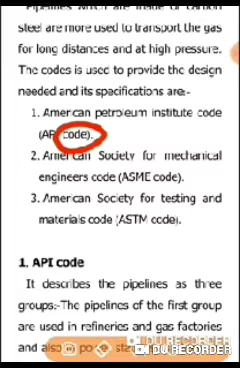 Pipelines which are made of carbon
steel are more used to transport the gas
for long distances and at high pressure.
The codes is used to provide the design
needed and its specifications are:-
1. American petroleum institute code
(API code).
2. American Society for mechanical
engineers code (ASME code).
3. American Society for testing and
materials code (ASTM code).
1. API code
It describes the pipelines as three
groups:-The pipelines of the first group
are used in refineries and gas factories
and also in power
DU RECORDER
DU RECORDER